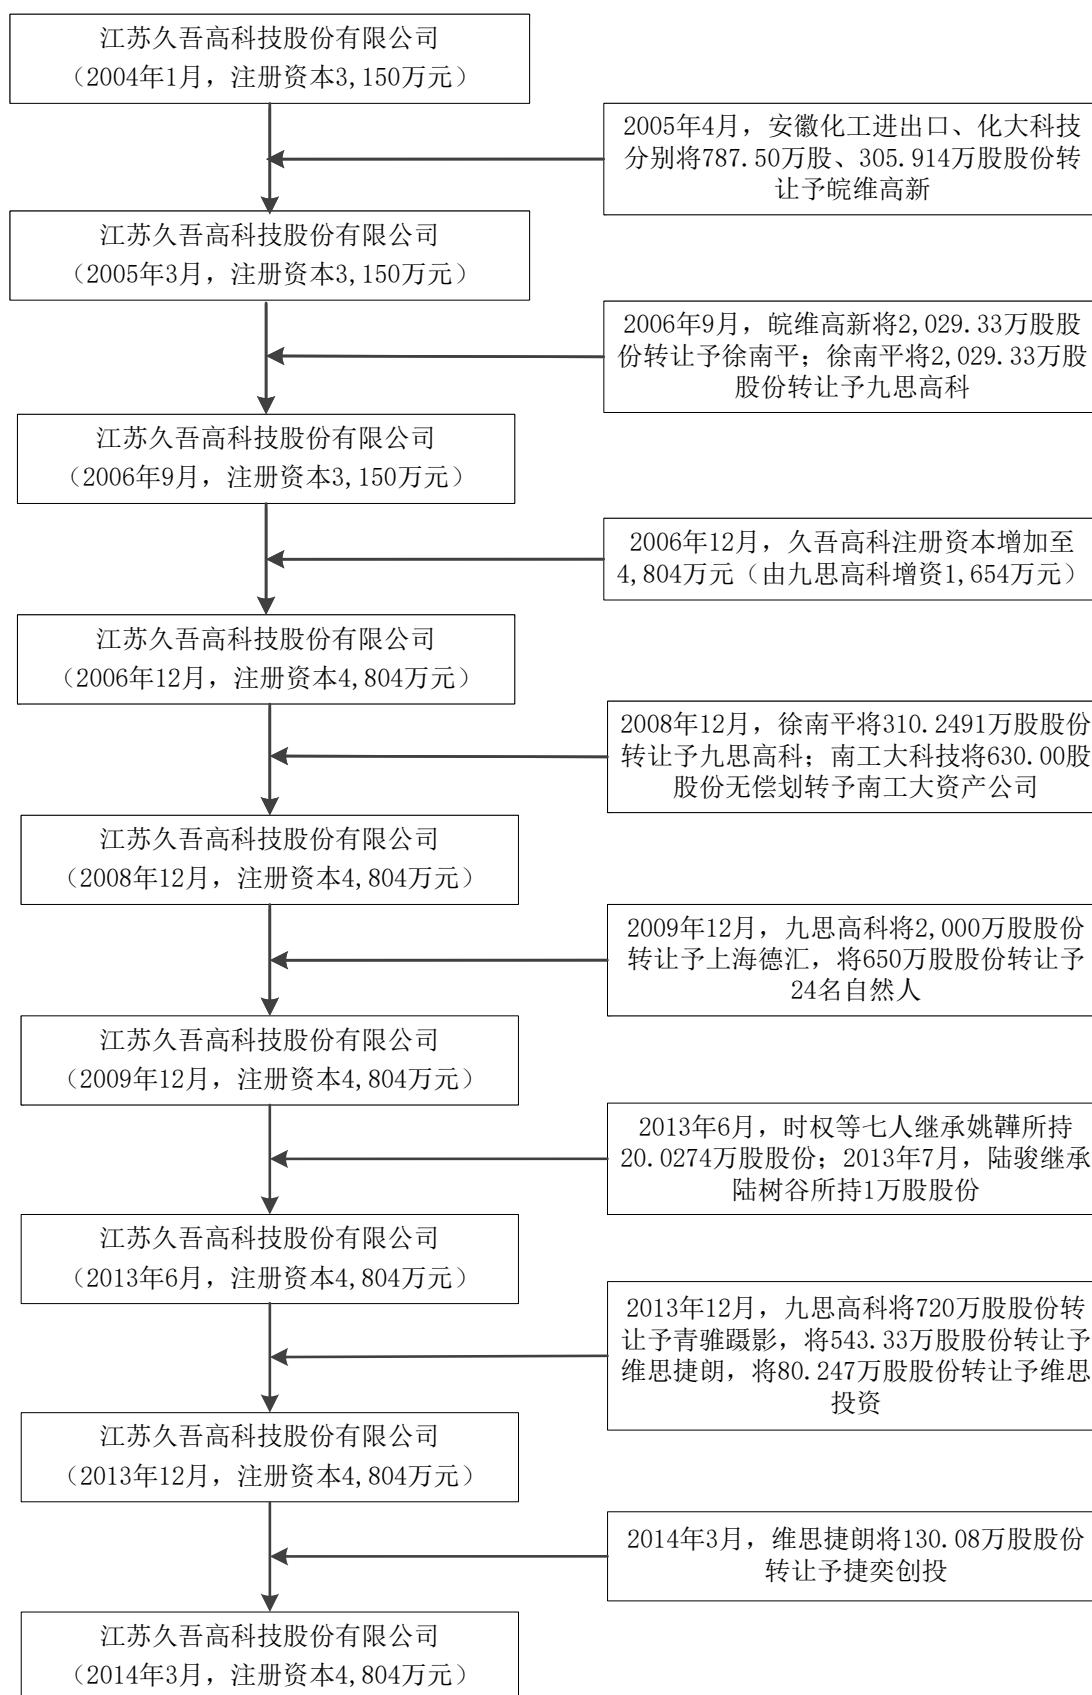 江苏久吾高科技股份有限公司
（2004年1月，注册资本3,150万元）
2005年4月，安徽化工进出口、化大科技
分别将787.50万股、305.914万股股份转
让予皖维高新
江苏久吾高科技股份有限公司
（2005年3月，注册资本3,150万元）
2006年9月，皖维高新将2,029.33万股股
份转让予徐南平；徐南平将2,029.33万股
股份转让予九思高科
江苏久吾高科技股份有限公司
（2006年9月，注册资本3,150万元）
2006年12月，久吾高科注册资本增加至
4,804万元（由九思高科增资1,654万元）
江苏久吾高科技股份有限公司
（2006年12月，注册资本4,804万元）
2008年12月，徐南平将310.2491万股股份
转让予九思高科；南工大科技将630.00股
股份无偿划转予南工大资产公司
江苏久吾高科技股份有限公司
（2008年12月，注册资本4,804万元）
2009年12月，九思高科将2,000万股股份
转让予上海德汇，将650万股股份转让予
24名自然人
江苏久吾高科技股份有限公司
（2009年12月，注册资本4,804万元）
2013年6月，时权等七人继承姚鞾所持
20.0274万股股份；2013年7月，陆骏继承
陆树谷所持1万股股份
江苏久吾高科技股份有限公司
（2013年6月，注册资本4,804万元）
2013年12月，九思高科将720万股股份转
让予青骓蹑影，将543.33万股股份转让予
维思捷朗，将80.247万股股份转让予维思
投资
江苏久吾高科技股份有限公司
（2013年12月，注册资本4,804万元）
2014年3月，维思捷朗将130.08万股股份
转让予捷奕创投
江苏久吾高科技股份有限公司
（2014年3月，注册资本4,804万元）